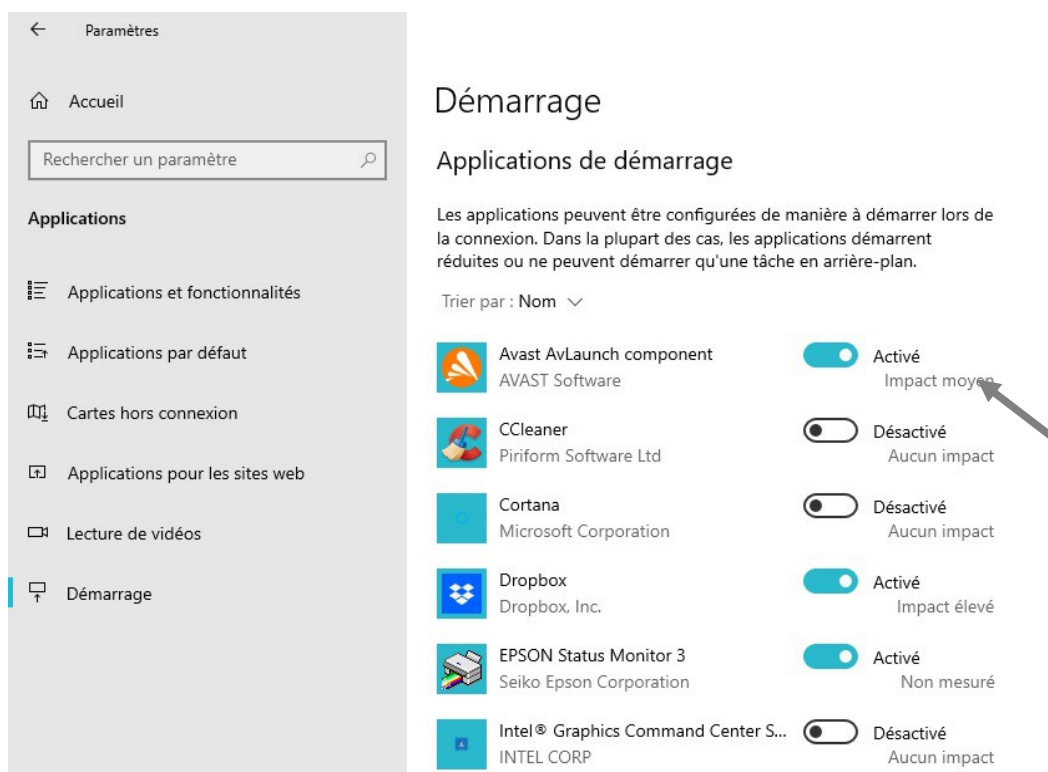 Paramètres
Accueil
Rechercher un paramètre
Applications
Applications et fonctionnalités
Applications par défaut
Cartes hors connexion
Applications pour les sites web
Lecture de vidéos
Démarrage
Démarrage
Applications de démarrage
Les applications peuvent être configurées de manière à démarrer lors de
la connexion. Dans la plupart des cas, les applications démarrent
réduites ou ne peuvent démarrer qu'une tâche en arrière-plan.
Trier par : Nom
Avast AvLaunch component Activé
AVAST Software Impact moyen
CCleaner Désactivé
Piriform Software Ltd Aucun impact
Cortana Désactivé
Microsoft Corporation Aucun impact
Dropbox Activé
Dropbox, Inc. Impact élevé
EPSON Status Monitor 3 Activé
Seiko Epson Corporation Non mesuré
Intel® Graphics Command Center S... Désactivé
INTEL CORP Aucun impact